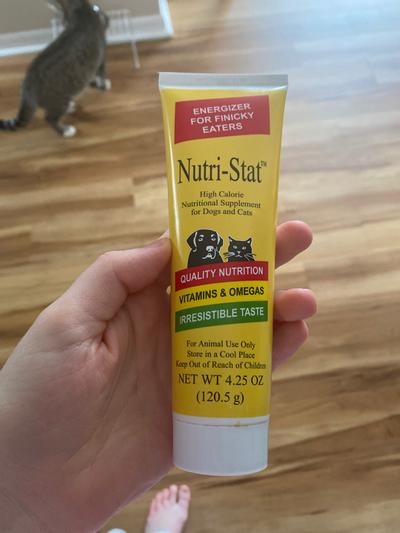 ENERGIZER
FOR FINICKY
EATERS
Nutri-Stat™
High Calorie
Nutritional Supplement
for Dogs and Cats
QUALITY NUTRITION
VITAMINS & OMEGAS
IRRESISTIBLE TASTE
For Animal Use Only
Store in a Cool Place
Keep Out of Reach of Children
NET WT 4.25 OZ
(120.5 g)